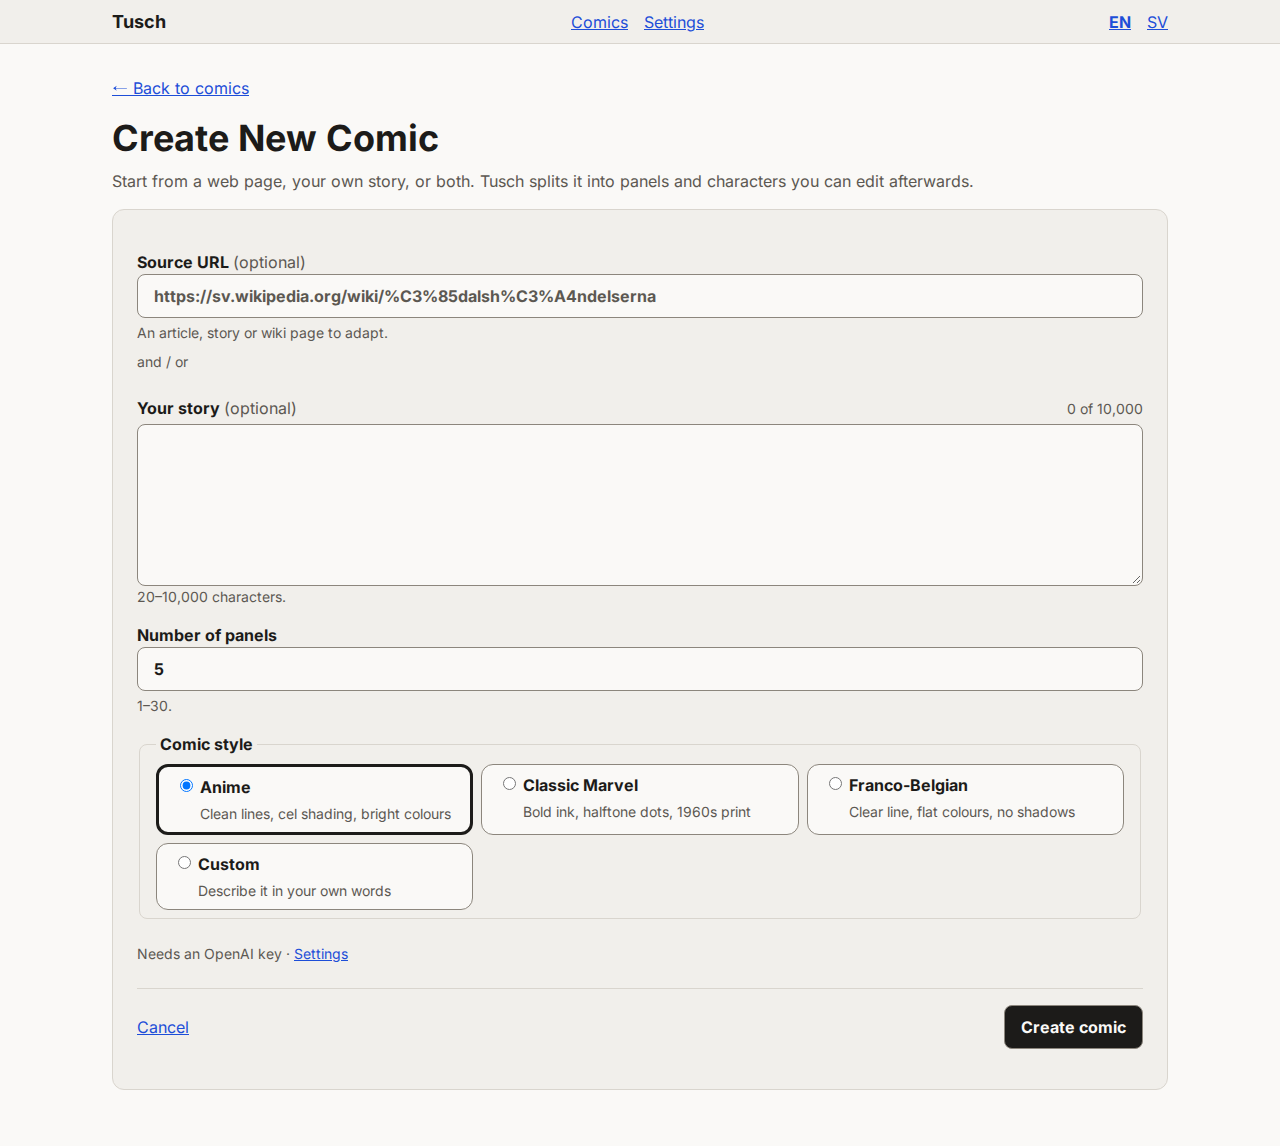 Tusch
Comics Settings
EN SV
← Back to comics
Create New Comic
Start from a web page, your own story, or both. Tusch splits it into panels and characters you can edit afterwards.
Source URL (optional)
https://sv.wikipedia.org/wiki/%C3%85dalsh%C3%A4ndelserna
An article, story or wiki page to adapt.
and / or
Your story (optional)
0 of 10,000
20–10,000 characters.
Number of panels
5
1–30.
Comic style
Anime
Clean lines, cel shading, bright colours
Classic Marvel
Bold ink, halftone dots, 1960s print
Franco-Belgian
Clear line, flat colours, no shadows
Custom
Describe it in your own words
Needs an OpenAI key · Settings
Cancel
Create comic